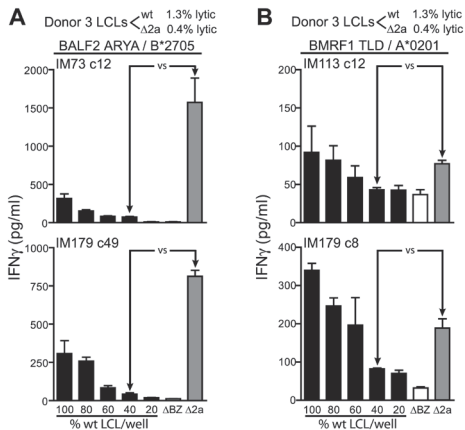 A
Donor 3 LCLs
wt 1.3% lytic
Δ2a 0.4% lytic
BALF2 ARYA / B*2705
IM73 c12
vs
2000
1500
1000
500
0
IM179 c49
vs
1000
750
500
250
0
IFNγ (pg/ml)
100 80 60 40 20 ΔBZ Δ2a
% wt LCL/well
B
Donor 3 LCLs
wt 1.3% lytic
Δ2a 0.4% lytic
BMRF1 TLD / A*0201
IM113 c12
vs
200
150
100
50
0
IM179 c8
vs
400
300
200
100
0
IFNγ (pg/ml)
100 80 60 40 20 ΔBZ Δ2a
% wt LCL/well